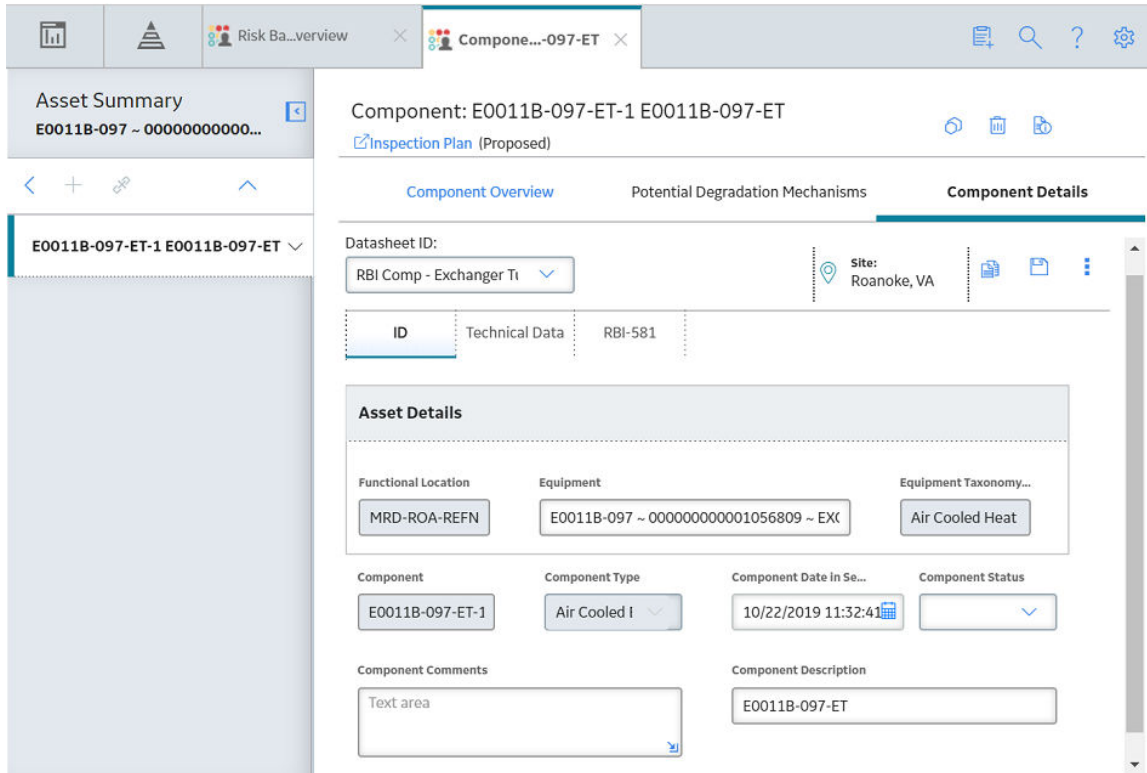 Risk Ba...verview
Compone...-097-ET
Asset Summary
E0011B-097 ~ 00000000000...
Component: E0011B-097-ET-1 E0011B-097-ET
Inspection Plan (Proposed)
Component Overview
Potential Degradation Mechanisms
Component Details
E0011B-097-ET-1 E0011B-097-ET
Datasheet ID:
RBI Comp - Exchanger Tu
Site:
Roanoke, VA
ID
Technical Data
RBI-581
Asset Details
Functional Location
Equipment
Equipment Taxonomy...
MRD-ROA-REFN
E0011B-097 ~ 000000000001056809 ~ EXC
Air Cooled Heat
Component
Component Type
Component Date in Se...
Component Status
E0011B-097-ET-1
Air Cooled
10/22/2019 11:32:41
Component Comments
Component Description
Text area
E0011B-097-ET